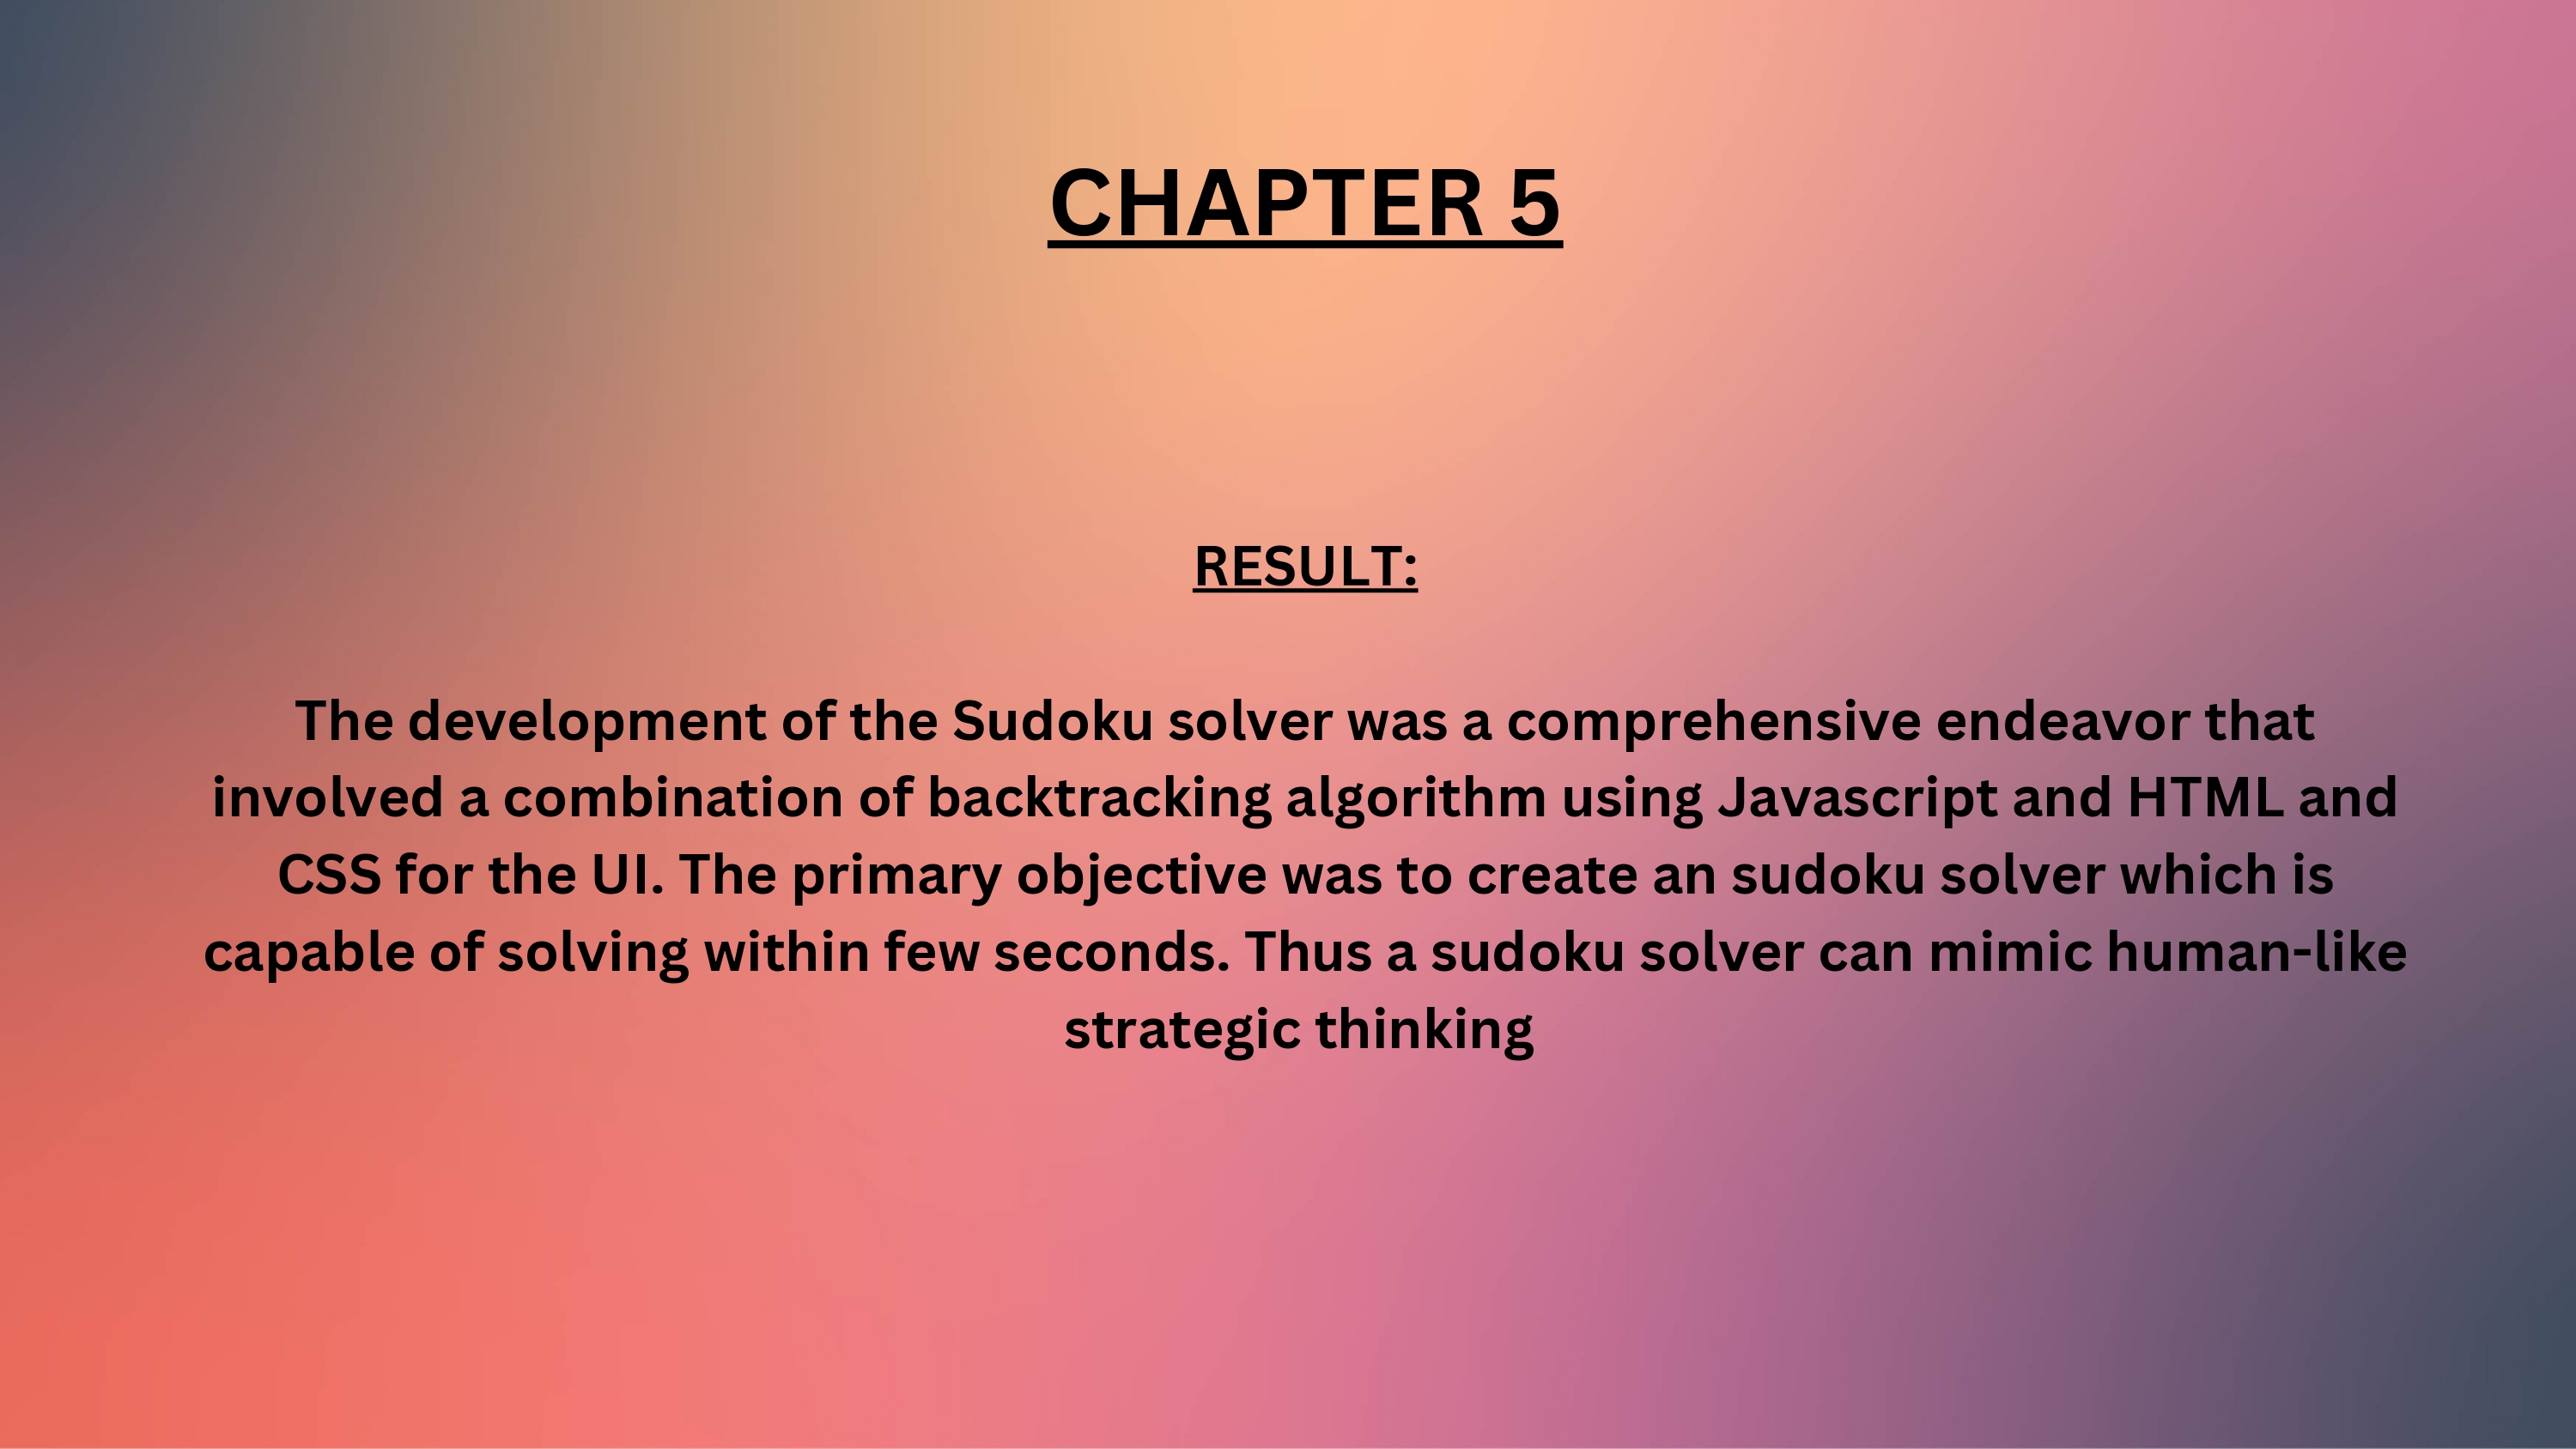 CHAPTER 5
RESULT:
The development of the Sudoku solver was a comprehensive endeavor that
involved a combination of backtracking algorithm using Javascript and HTML and
CSS for the UI. The primary objective was to create an sudoku solver which is
capable of solving within few seconds. Thus a sudoku solver can mimic human-like
strategic thinking